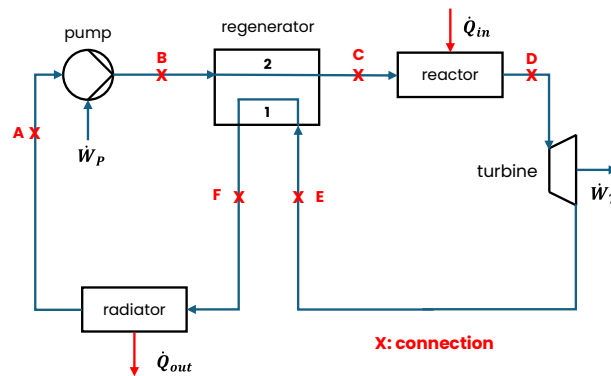 regenerator
pump
Q̇in
B
C
D
2
reactor
1
A
ẆP
turbine
F
E
Ẇ
radiator
X: connection
Q̇out